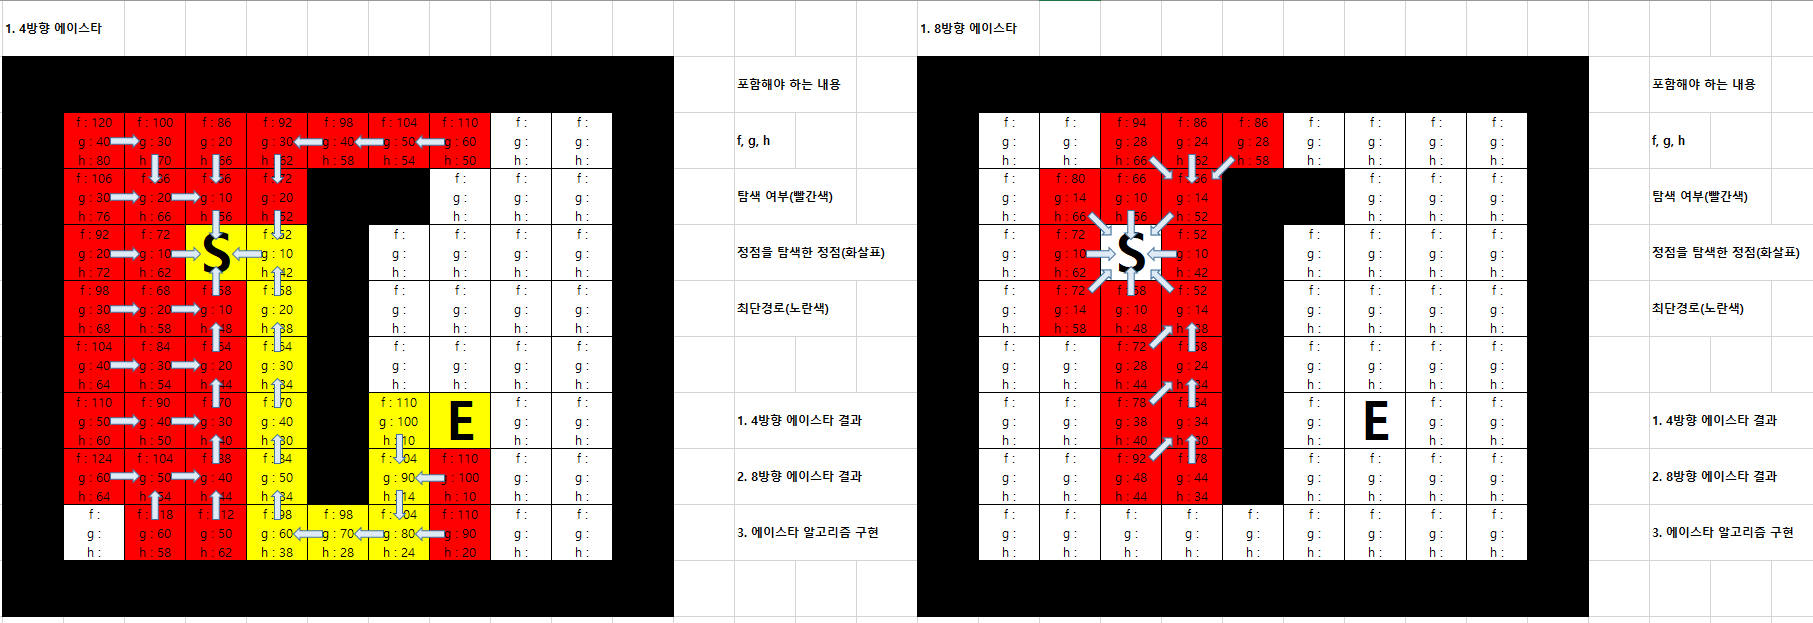 1. 4방향 에이스타
포함해야 하는 내용
f : 120 f : 100 f : 86 f : 92 f : 98 f : 104 f : 110 f : f :
g : 40 g : 30 g : 20 g : 30 g : 40 g : 50 g : 60 g : g :
h : 80 h : 70 h : 66 h : 62 h : 58 h : 54 h : 50 h : h :
f, g, h
f : 106 f : 86 f : 66 f : 72 f : f : f :
g : 30 g : 20 g : 10 g : 20 g : g : g :
h : 76 h : 66 h : 56 h : 52 h : h : h :
탐색 여부(빨간색)
f : 92 f : 72 S f : 52 f : f : f : f :
g : 20 g : 10 g : 10 g : g : g : g :
h : 72 h : 62 h : 42 h : h : h : h :
정점을 탐색한 정점(화살표)
f : 98 f : 68 f : 58 f : 58 f : f : f : f :
g : 30 g : 20 g : 10 g : 20 g : g : g : g :
h : 68 h : 58 h : 48 h : 38 h : h : h : h :
최단경로(노란색)
f : 104 f : 84 f : 64 f : 64 f : f : f : f :
g : 40 g : 30 g : 20 g : 30 g : g : g : g :
h : 64 h : 54 h : 44 h : 34 h : h : h : h :
f : 110 f : 90 f : 70 f : 70 f : 110 E f : f :
g : 50 g : 40 g : 30 g : 40 g : 100 g : g :
h : 60 h : 50 h : 40 h : 30 h : 10 h : h :
1. 4방향 에이스타 결과
f : 124 f : 104 f : 88 f : 84 f : 104 f : 110 f : f :
g : 60 g : 50 g : 40 g : 50 g : 90 g : 100 g : g :
h : 64 h : 54 h : 44 h : 34 h : 14 h : 10 h : h :
2. 8방향 에이스타 결과
f : f : 118 f : 112 f : 98 f : 98 f : 104 f : 110 f : f :
g : g : 60 g : 50 g : 60 g : 70 g : 80 g : 90 g : g :
h : h : 58 h : 62 h : 38 h : 28 h : 24 h : 20 h : h :
3. 에이스타 알고리즘 구현
1. 8방향 에이스타
포함해야 하는 내용
f : f : f : 94 f : 86 f : 86 f : f : f : f :
g : g : g : 28 g : 24 g : 28 g : g : g : g :
h : h : h : 66 h : 62 h : 58 h : h : h : h :
f, g, h
f : f : 80 f : 66 f : 66 f : f : f :
g : g : 14 g : 10 g : 14 g : g : g :
h : h : 66 h : 56 h : 52 h : h : h :
탐색 여부(빨간색)
f : f : 72 S f : 52 f : f : f : f :
g : g : 10 g : 10 g : g : g : g :
h : h : 62 h : 42 h : h : h : h :
정점을 탐색한 정점(화살표)
f : f : 72 f : 58 f : 52 f : f : f : f :
g : g : 14 g : 10 g : 14 g : g : g : g :
h : h : 58 h : 48 h : 38 h : h : h : h :
최단경로(노란색)
f : f : f : 72 f : 58 f : f : f : f :
g : g : g : 28 g : 24 g : g : g : g :
h : h : h : 44 h : 34 h : h : h : h :
f : f : f : 78 f : 64 f : E f : f :
g : g : g : 38 g : 34 g : g : g :
h : h : h : 40 h : 30 h : h : h :
1. 4방향 에이스타 결과
f : f : f : 92 f : 78 f : f : f : f :
g : g : g : 48 g : 44 g : g : g : g :
h : h : h : 44 h : 34 h : h : h : h :
2. 8방향 에이스타 결과
f : f : f : f : f : f : f : f : f :
g : g : g : g : g : g : g : g : g :
h : h : h : h : h : h : h : h : h :
3. 에이스타 알고리즘 구현